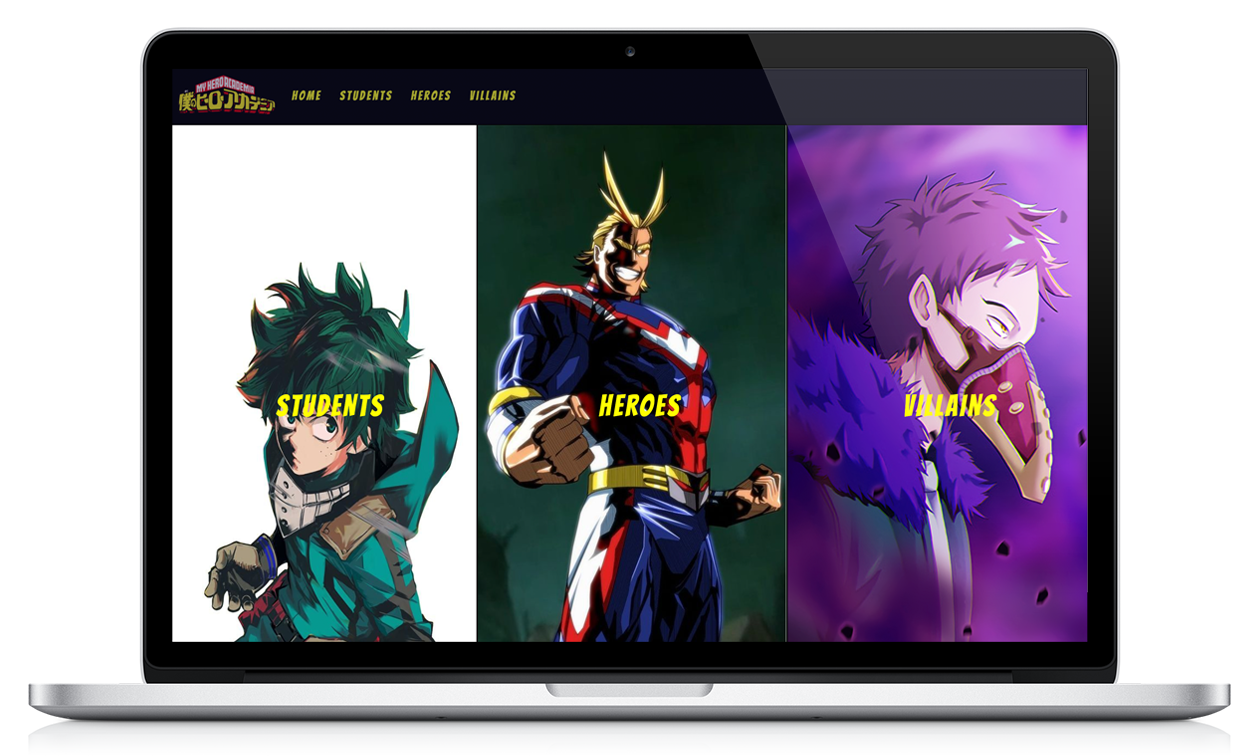 MY HERO ACADEMIA
僕のヒーローアカデミア
HOME STUDENTS HEROES VILLAINS
STUDENTS HEROES VILLAINS